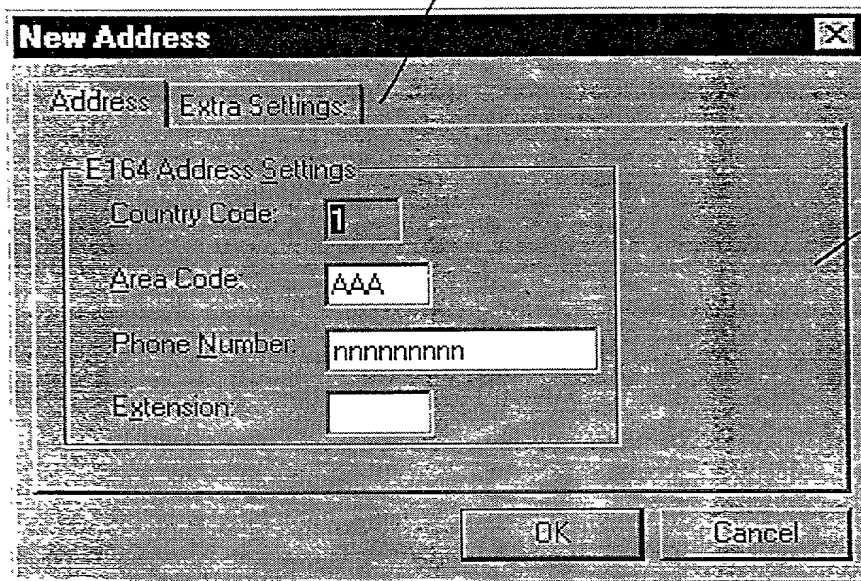 New Address
Address Extra Settings:
E164 Address Settings
Country Code: 1
Area Code: AAA
Phone Number: nnnnnnnnn
Extension:
OK Cancel